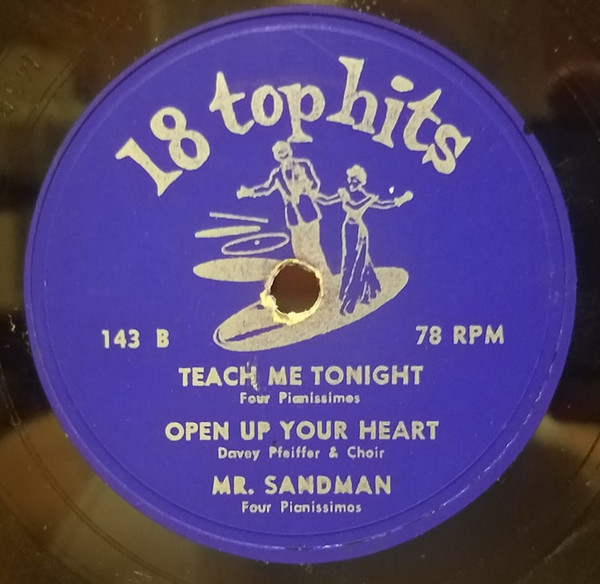 18 top hits
143 B
78 RPM
TEACH ME TONIGHT
Four Pianissimos
OPEN UP YOUR HEART
Davey Pfeiffer & Choir
MR. SANDMAN
Four Pianissimos